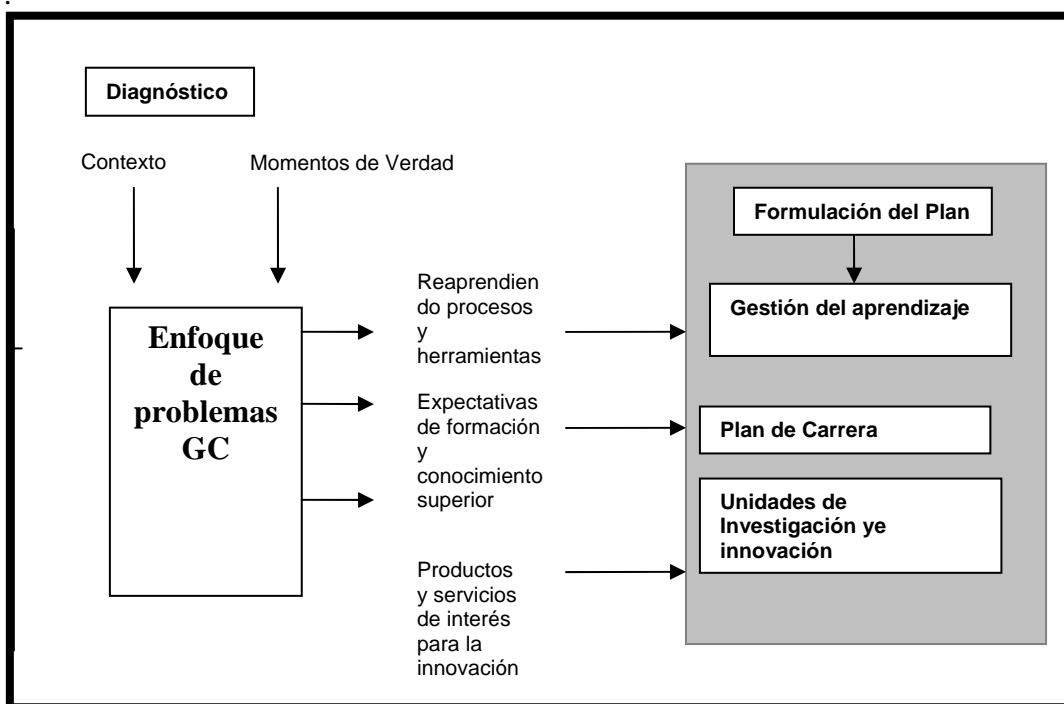 Diagnóstico
Contexto
Momentos de Verdad
Enfoque
de
problemas
GC
Reaprendien
do procesos
y
herramientas
Expectativas
de formación
y
conocimiento
superior
Productos
y servicios
de interés
para la
innovación
Formulación del Plan
Gestión del aprendizaje
Plan de Carrera
Unidades de
Investigación ye
innovación